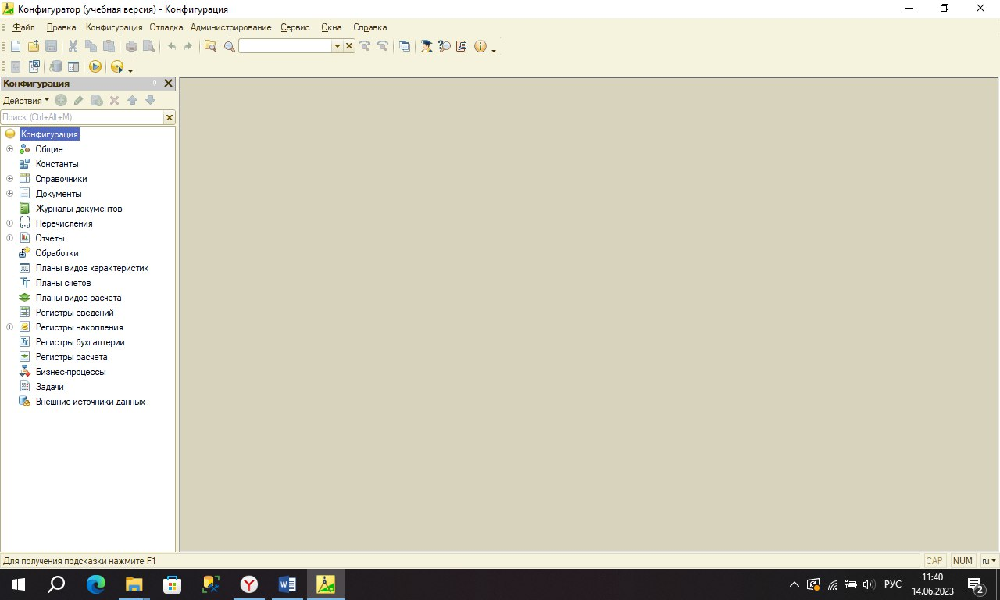 Конфигуратор (учебная версия) - Конфигурация
Файл Правка Конфигурация Отладка Администрирование Сервис Окна Справка
Конфигурация
Действия
Поиск (Ctrl+Alt+M)
Конфигурация
Общие
Константы
Справочники
Документы
Журналы документов
Перечисления
Отчеты
Обработки
Планы видов характеристик
Планы счетов
Планы видов расчета
Регистры сведений
Регистры накопления
Регистры бухгалтерии
Регистры расчета
Бизнес-процессы
Задачи
Внешние источники данных
Для получения подсказки нажмите F1 CAP NUM ru
РУС 11:40
14.06.2023 2